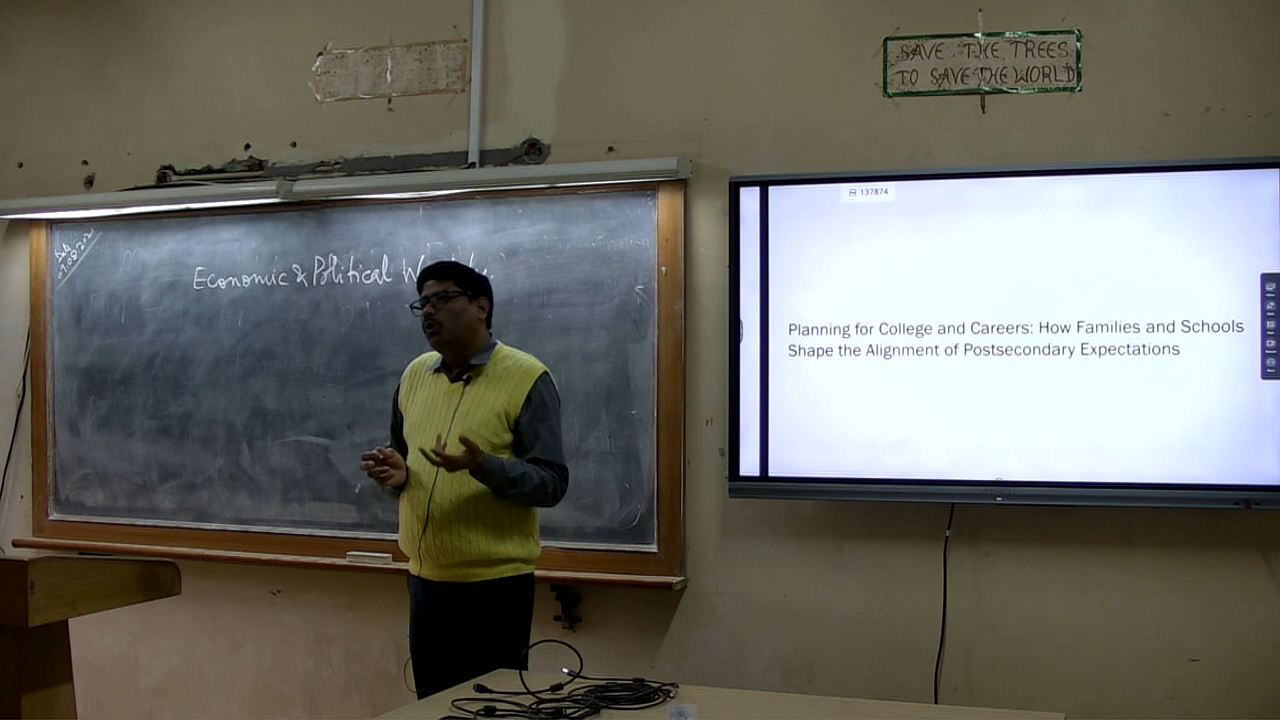 SAVE THE TREES
TO SAVE THE WORLD
Economic & Political
137874
Planning for College and Careers: How Families and Schools
Shape the Alignment of Postsecondary Expectations